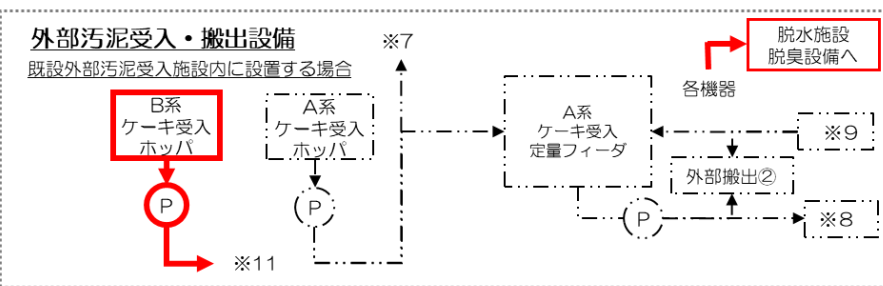 外部汚泥受入・搬出設備
既設外部汚泥受入施設内に設置する場合
※7
脱水施設
脱臭設備へ
各機器
B系
ケーキ受入
ホッパ
A系
ケーキ受入
ホッパ
A系
ケーキ受入
定量フィーダ
※9
外部搬出②
P
P
P
※8
※11